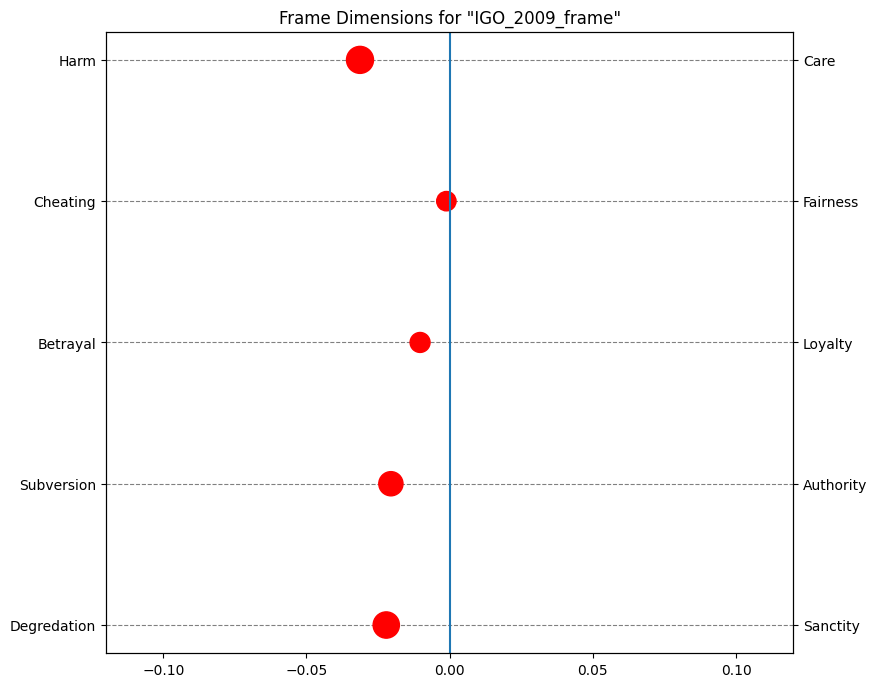 Frame Dimensions for "IGO_2009_frame"
Harm Care
Cheating Fairness
Betrayal Loyalty
Subversion Authority
Degredation Sanctity
−0.10 −0.05 0.00 0.05 0.10